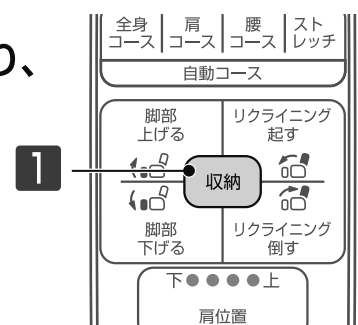 り、
全身
コース
肩
コース
腰
コース
スト
レッチ
自動コース
脚部
上げる
リクライニング
起す
1
収納
脚部
下げる
リクライニング
倒す
下●●●●上
肩位置